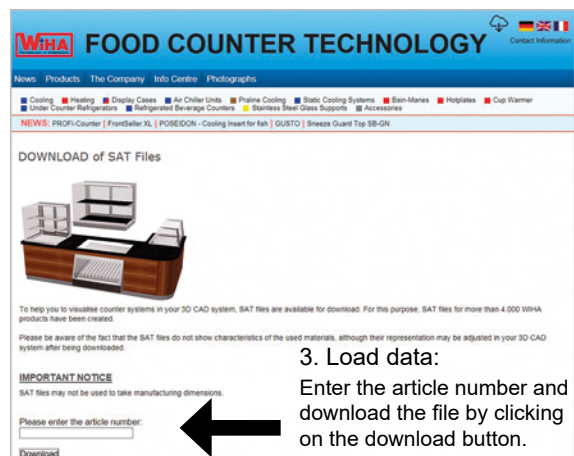 WIHA FOOD COUNTER TECHNOLOGY
Contact Information
News Products The Company Info Centre Photographs
Cooling Heating Display Cases Air Chiller Units Praline Cooling Static Cooling Systems Bain-Maries Hotplates Cup Warmer
Under Counter Refrigerators Refrigerated Beverage Counters Stainless Steel Glass Supports Accessories
NEWS: PROFI-Counter | FrontSeller XL | POSEIDON - Cooling Insert for fish | GUSTO | Sneeze Guard Top SB-GN
DOWNLOAD of SAT Files
To help you to visualise counter systems in your 3D CAD system, SAT files are available for download. For this purpose, SAT files for more than 4.000 WIHA
products have been created.
Please be aware of the fact that the SAT files do not show characteristics of the used materials, although their representation may be adjusted in your 3D CAD
system after being downloaded.
IMPORTANT NOTICE
SAT files may not be used to take manufacturing dimensions.
Please enter the article number:
Download
3. Load data:
Enter the article number and
download the file by clicking
on the download button.